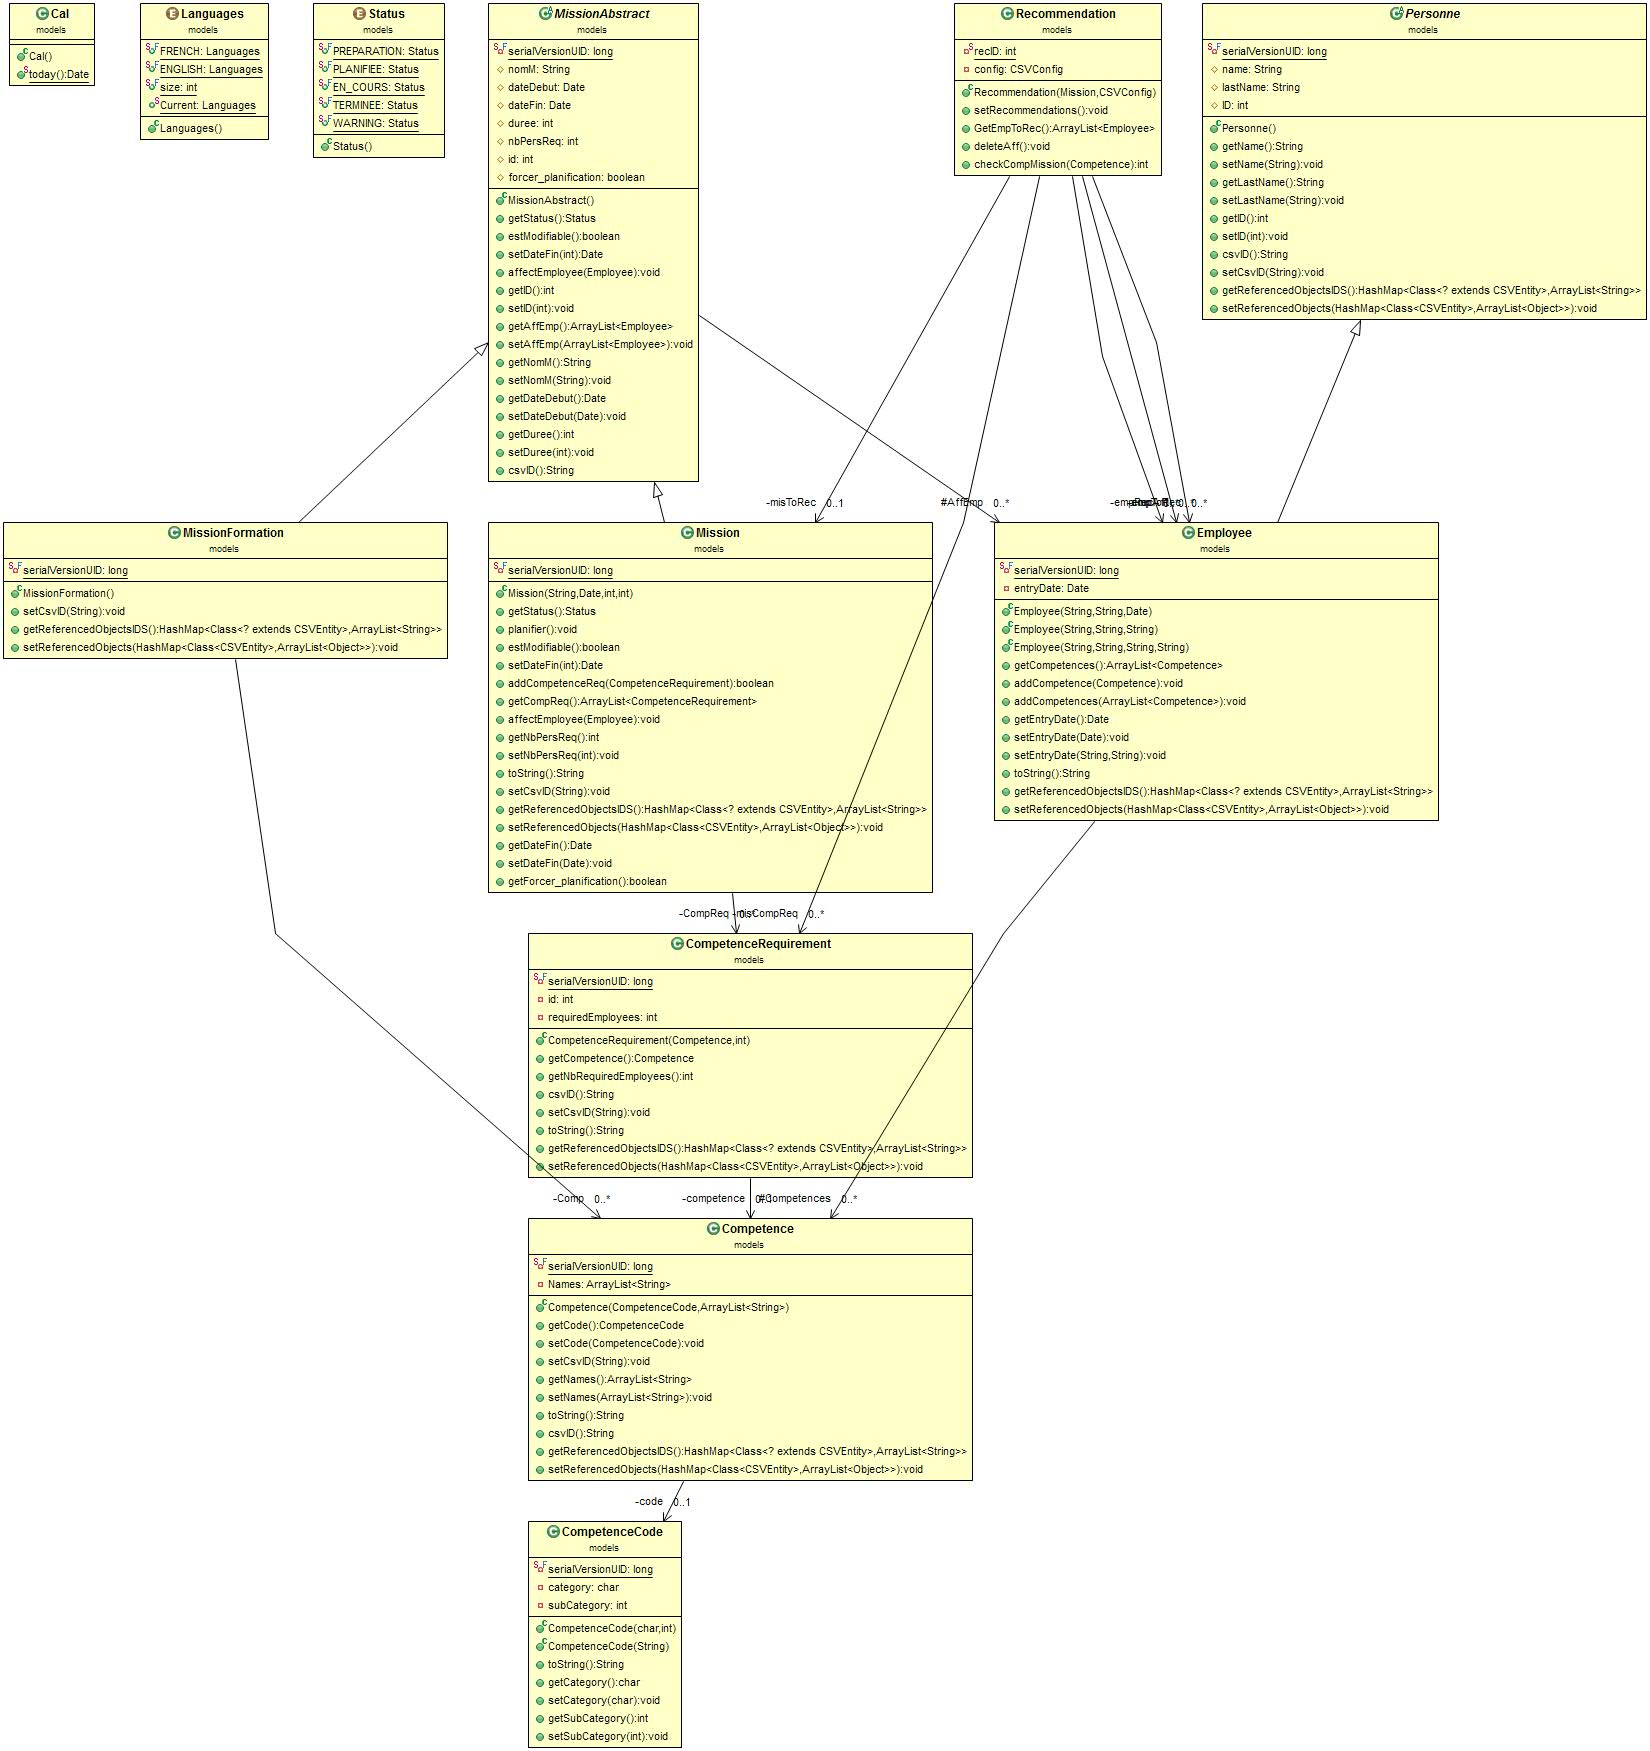 Cal
models
Cal()
today():Date
Languages
models
FRENCH: Languages
ENGLISH: Languages
size: int
Current: Languages
Languages()
Status
models
PREPARATION: Status
PLANIFIEE: Status
EN_COURS: Status
TERMINEE: Status
WARNING: Status
Status()
MissionAbstract
models
serialVersionUID: long
nomM: String
dateDebut: Date
dateFin: Date
duree: int
nbPersReq: int
id: int
forcer_planification: boolean
MissionAbstract()
getStatus():Status
estModifiable():boolean
setDateFin(int):Date
affectEmployee(Employee):void
getID():int
setID(int):void
getAffEmp():ArrayList<Employee>
setAffEmp(ArrayList<Employee>):void
getNomM():String
setNomM(String):void
getDateDebut():Date
setDateDebut(Date):void
getDuree():int
setDuree(int):void
csvID():String
Recommendation
models
recID: int
config: CSVConfig
Recommendation(Mission,CSVConfig)
setRecommendations():void
GetEmpToRec():ArrayList<Employee>
deleteAff():void
checkCompMission(Competence):int
Personne
models
serialVersionUID: long
name: String
lastName: String
ID: int
Personne()
getName():String
setName(String):void
getLastName():String
setLastName(String):void
getID():int
setID(int):void
csvID():String
setCsvID(String):void
getReferencedObjectsIDS():HashMap<Class<? extends CSVEntity>,ArrayList<String>>
setReferencedObjects(HashMap<Class<CSVEntity>,ArrayList<Object>>):void
-misToRec 0..1
#AffEmp 0..*
0..*
MissionFormation
models
serialVersionUID: long
MissionFormation()
setCsvID(String):void
getReferencedObjectsIDS():HashMap<Class<? extends CSVEntity>,ArrayList<String>>
setReferencedObjects(HashMap<Class<CSVEntity>,ArrayList<Object>>):void
Mission
models
serialVersionUID: long
Mission(String,Date,int,int)
getStatus():Status
planifier():void
estModifiable():boolean
setDateFin(int):Date
addCompetenceReq(CompetenceRequirement):boolean
getCompReq():ArrayList<CompetenceRequirement>
affectEmployee(Employee):void
getNbPersReq():int
setNbPersReq(int):void
toString():String
setCsvID(String):void
getReferencedObjectsIDS():HashMap<Class<? extends CSVEntity>,ArrayList<String>>
setReferencedObjects(HashMap<Class<CSVEntity>,ArrayList<Object>>):void
getDateFin():Date
setDateFin(Date):void
getForcer_planification():boolean
Employee
models
serialVersionUID: long
entryDate: Date
Employee(String,String,Date)
Employee(String,String,String)
Employee(String,String,String,String)
getCompetences():ArrayList<Competence>
addCompetence(Competence):void
addCompetences(ArrayList<Competence>):void
getEntryDate():Date
setEntryDate(Date):void
setEntryDate(String,String):void
toString():String
getReferencedObjectsIDS():HashMap<Class<? extends CSVEntity>,ArrayList<String>>
setReferencedObjects(HashMap<Class<CSVEntity>,ArrayList<Object>>):void
-CompReq 0..* -misCompReq 0..*
CompetenceRequirement
models
serialVersionUID: long
id: int
requiredEmployees: int
CompetenceRequirement(Competence,int)
getCompetence():Competence
getNbRequiredEmployees():int
csvID():String
setCsvID(String):void
toString():String
getReferencedObjectsIDS():HashMap<Class<? extends CSVEntity>,ArrayList<String>>
setReferencedObjects(HashMap<Class<CSVEntity>,ArrayList<Object>>):void
-Comp 0..* -competence 0..1 #Competences 0..*
Competence
models
serialVersionUID: long
Names: ArrayList<String>
Competence(CompetenceCode,ArrayList<String>)
getCode():CompetenceCode
setCode(CompetenceCode):void
setCsvID(String):void
getNames():ArrayList<String>
setNames(ArrayList<String>):void
toString():String
csvID():String
getReferencedObjectsIDS():HashMap<Class<? extends CSVEntity>,ArrayList<String>>
setReferencedObjects(HashMap<Class<CSVEntity>,ArrayList<Object>>):void
-code 0..1
CompetenceCode
models
serialVersionUID: long
category: char
subCategory: int
CompetenceCode(char,int)
CompetenceCode(String)
toString():String
getCategory():char
setCategory(char):void
getSubCategory():int
setSubCategory(int):void